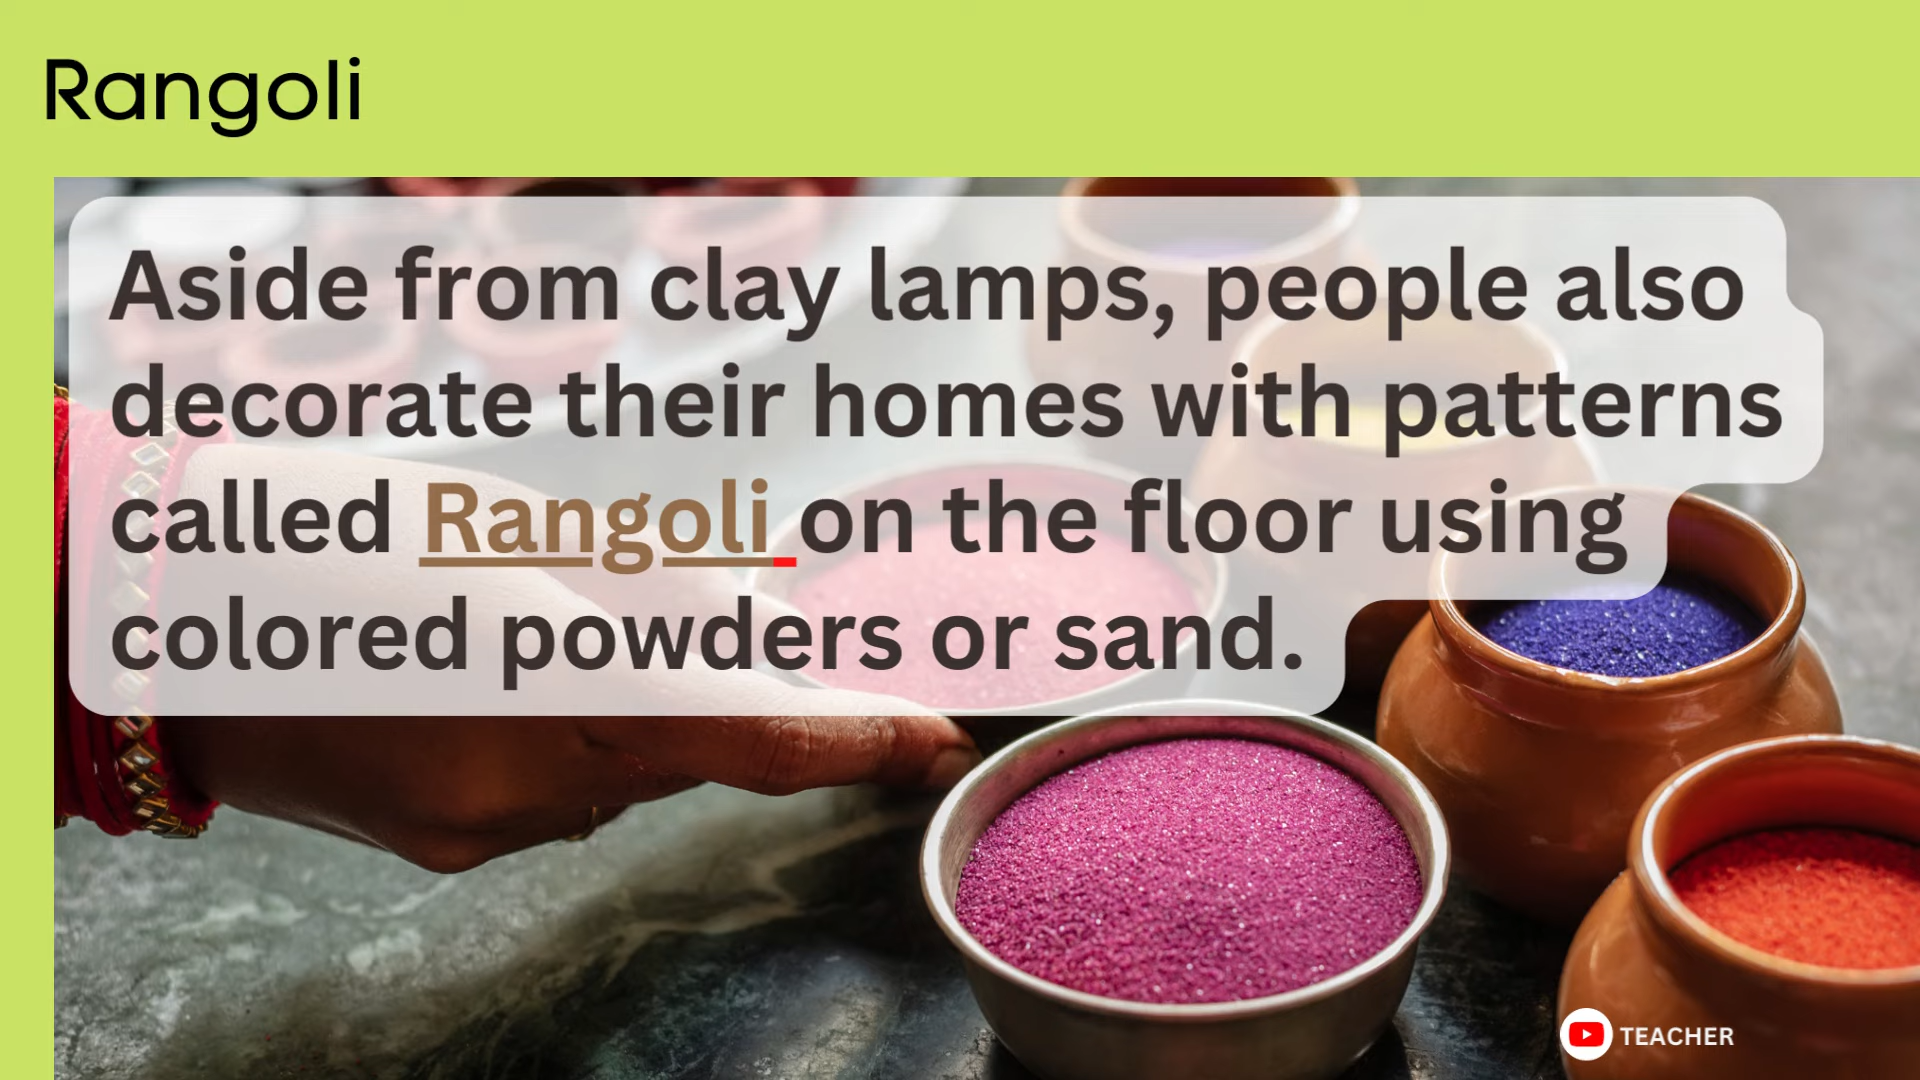 Rangoli
Aside from clay lamps, people also
decorate their homes with patterns
called Rangoli on the floor using
colored powders or sand.
TEACHER